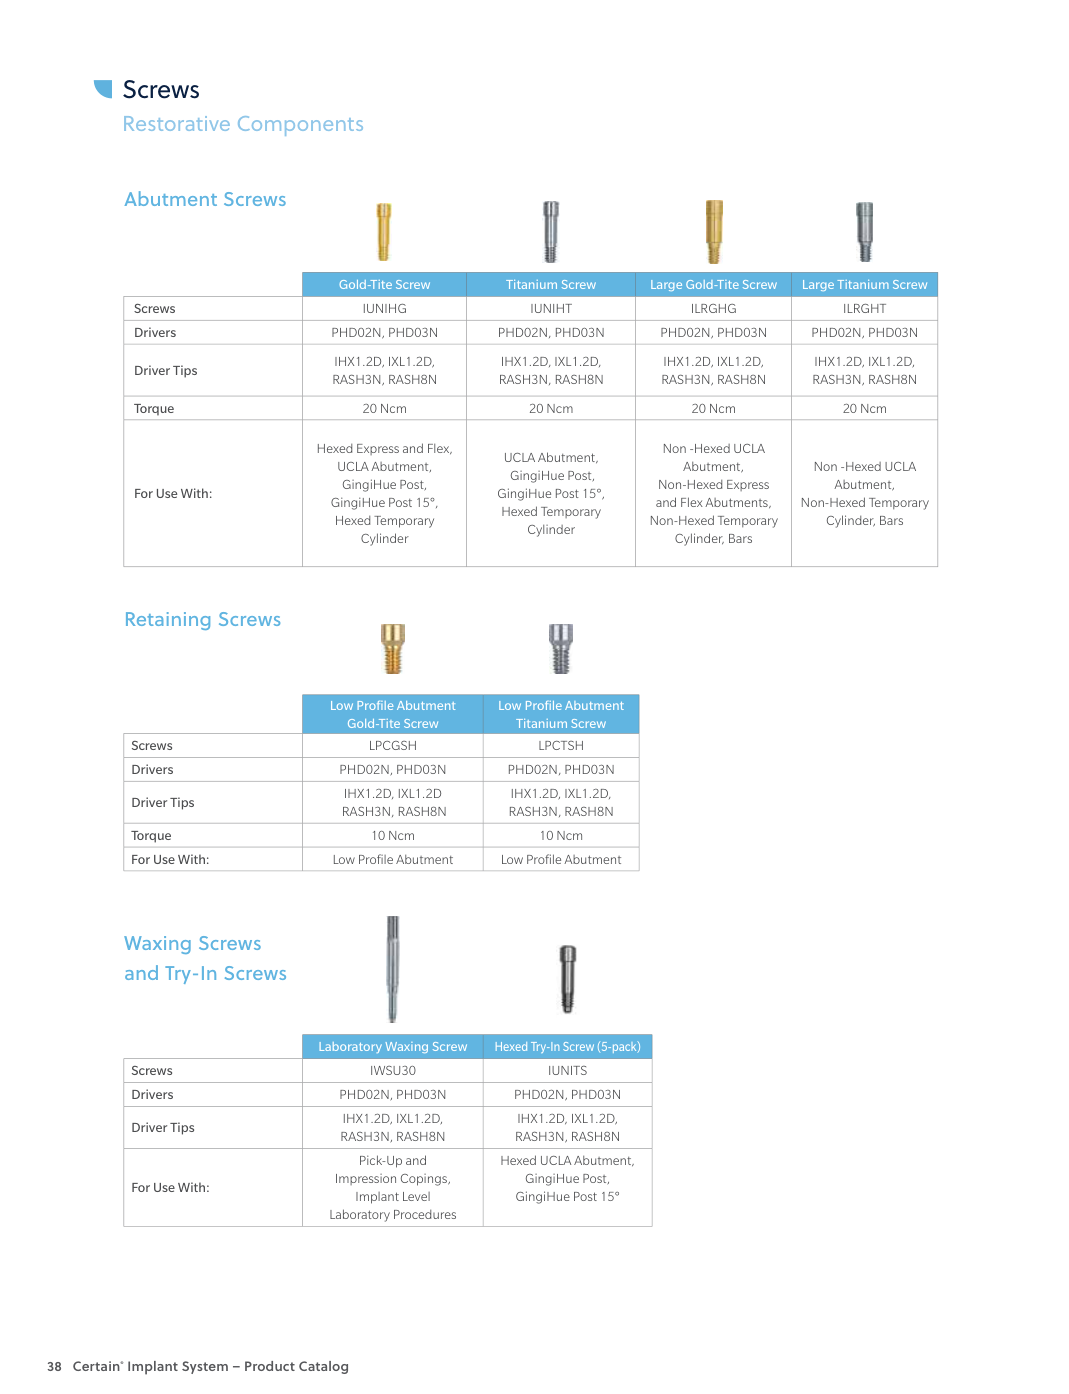 Screws
Restorative Components
Abutment Screws
Gold-Tite Screw Titanium Screw Large Gold-Tite Screw Large Titanium Screw
Screws IUNIHG IUNIHT ILRGHG ILRGHT
Drivers PHD02N, PHD03N PHD02N, PHD03N PHD02N, PHD03N PHD02N, PHD03N
Driver Tips
IHX1.2D, IXL1.2D,
RASH3N, RASH8N
IHX1.2D, IXL1.2D,
RASH3N, RASH8N
IHX1.2D, IXL1.2D,
RASH3N, RASH8N
IHX1.2D, IXL1.2D,
RASH3N, RASH8N
Torque 20 Ncm 20 Ncm 20 Ncm 20 Ncm
For Use With:
Hexed Express and Flex,
UCLA Abutment,
GingiHue Post,
GingiHue Post 15°,
Hexed Temporary
Cylinder
UCLA Abutment,
GingiHue Post,
GingiHue Post 15°,
Hexed Temporary
Cylinder
Non -Hexed UCLA
Abutment,
Non-Hexed Express
and Flex Abutments,
Non-Hexed Temporary
Cylinder, Bars
Non -Hexed UCLA
Abutment,
Non-Hexed Temporary
Cylinder, Bars
Retaining Screws
Low Profile Abutment
Gold-Tite Screw
Low Profile Abutment
Titanium Screw
Screws LPCGSH LPCTSH
Drivers PHD02N, PHD03N PHD02N, PHD03N
Driver Tips
IHX1.2D, IXL1.2D
RASH3N, RASH8N
IHX1.2D, IXL1.2D,
RASH3N, RASH8N
Torque 10 Ncm 10 Ncm
For Use With: Low Profile Abutment Low Profile Abutment
Waxing Screws
and Try-In Screws
Laboratory Waxing Screw Hexed Try-In Screw (5-pack)
Screws IWSU30 IUNITS
Drivers PHD02N, PHD03N PHD02N, PHD03N
Driver Tips
IHX1.2D, IXL1.2D,
RASH3N, RASH8N
IHX1.2D, IXL1.2D,
RASH3N, RASH8N
For Use With:
Pick-Up and
Impression Copings,
Implant Level
Laboratory Procedures
Hexed UCLA Abutment,
GingiHue Post,
GingiHue Post 15°
38 Certain® Implant System – Product Catalog